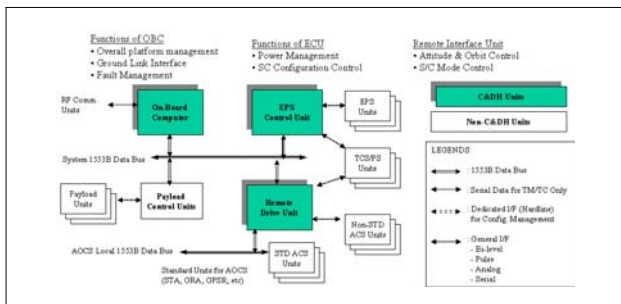 Functions of OBC
• Overall platform management
• Ground Link Interface
• Fault Management
Functions of ECU
• Power Management
• SC Configuration Control
Remote Interface Unit
• Attitude & Orbit Control
• S/C Mode Control
RF Comm.
Units
On-Board
Computer
EPS
Control Unit
EPS
Units
C&DH Units
Non-C&DH Units
System 1553B Data Bus
TCS/PS
Units
Payload
Units
Payload
Control Units
Remote
Drive Unit
Non-STD
ACS Units
AOCS Local 1553B Data Bus
Standard Units for AOCS
(STA, GRA, GPSR, etc)
STD ACS
Units
LEGENDS:
: 1553B Data Bus
: Serial Data for TM/TC Only
: Dedicated I/F (Hardline)
for Config. Management
: General I/F
- Bi-level
- Pulse
- Analog
- Serial